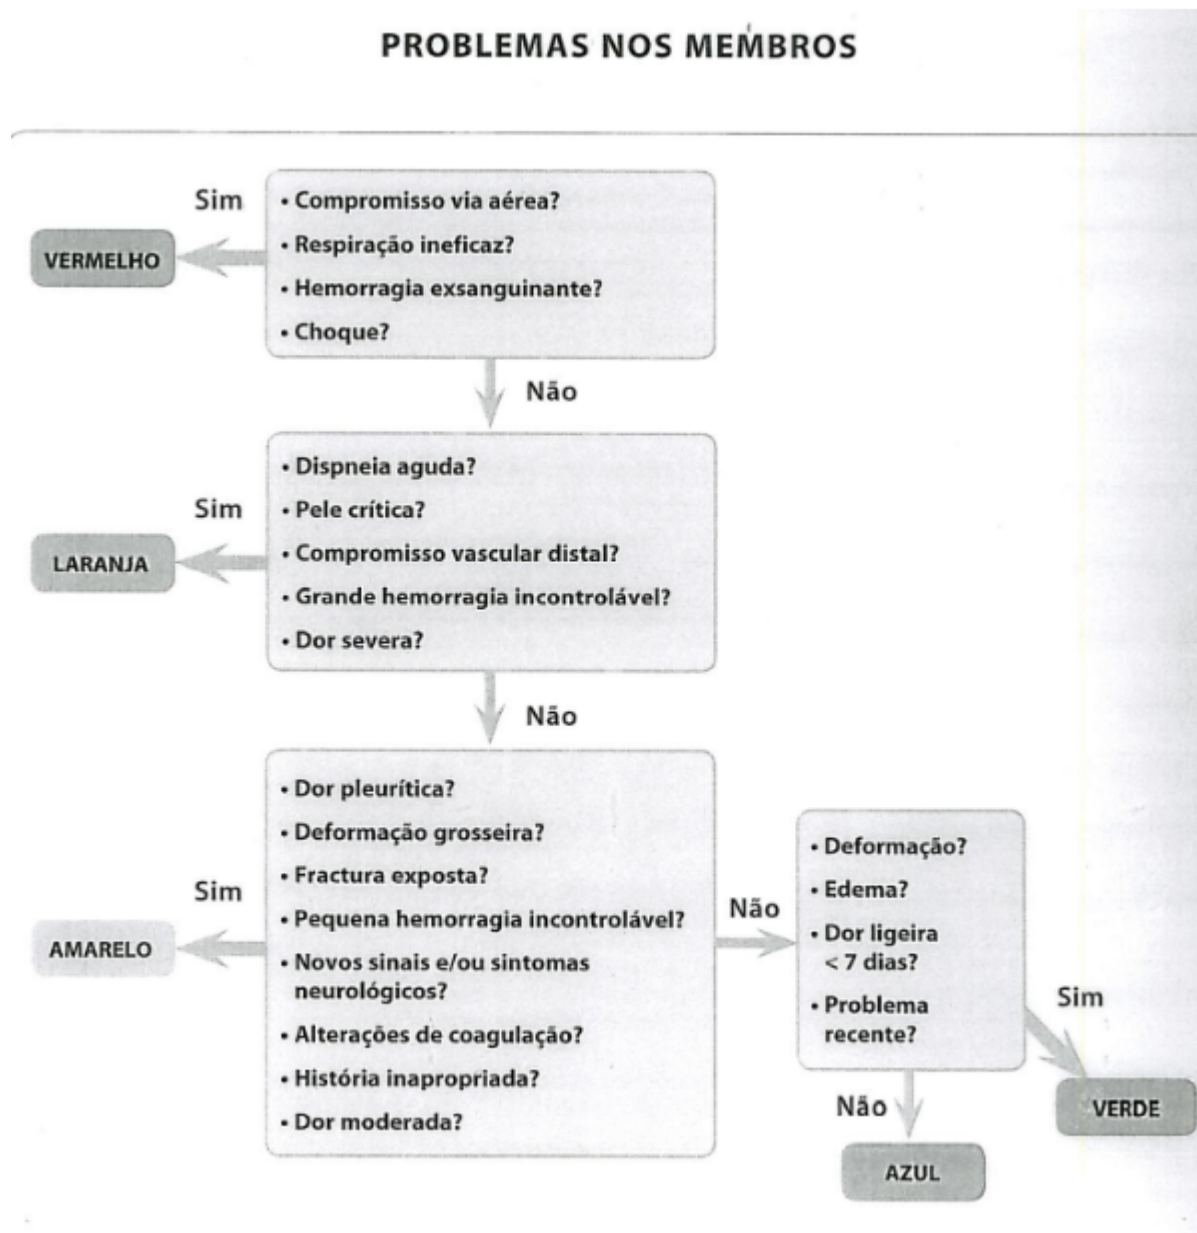 PROBLEMAS NOS MEMBROS
Sim
• Compromisso via aérea?
• Respiração ineficaz?
• Hemorragia exsanguinante?
• Choque?
VERMELHO
Não
Sim
• Dispneia aguda?
• Pele crítica?
• Compromisso vascular distal?
• Grande hemorragia incontrolável?
• Dor severa?
LARANJA
Não
Sim
• Dor pleurítica?
• Deformação grosseira?
• Fractura exposta?
• Pequena hemorragia incontrolável?
• Novos sinais e/ou sintomas
neurológicos?
• Alterações de coagulação?
• História inapropriada?
• Dor moderada?
AMARELO
Não
• Deformação?
• Edema?
• Dor ligeira
< 7 dias?
• Problema
recente?
Sim
VERDE
Não
AZUL